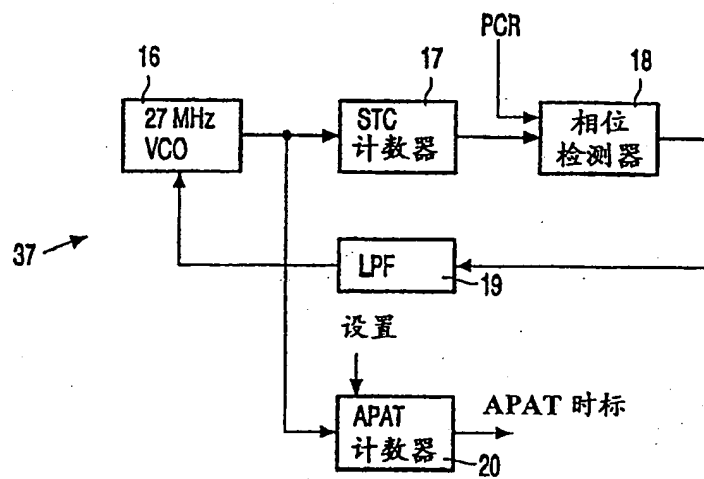 PCR
16
17
18
27 MHz
VCO
STC
计数器
相位
检测器
37
LPF
19
设置
APAT
计数器
APAT 时标
20